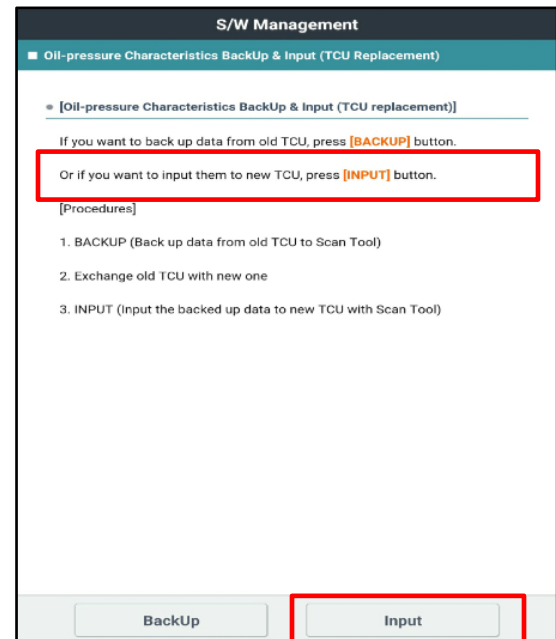 S/W Management
Oil-pressure Characteristics BackUp & Input (TCU Replacement)
[Oil-pressure Characteristics BackUp & Input (TCU replacement)]
If you want to back up data from old TCU, press [BACKUP] button.
Or if you want to input them to new TCU, press [INPUT] button.
[Procedures]
1. BACKUP (Back up data from old TCU to Scan Tool)
2. Exchange old TCU with new one
3. INPUT (Input the backed up data to new TCU with Scan Tool)
BackUp Input